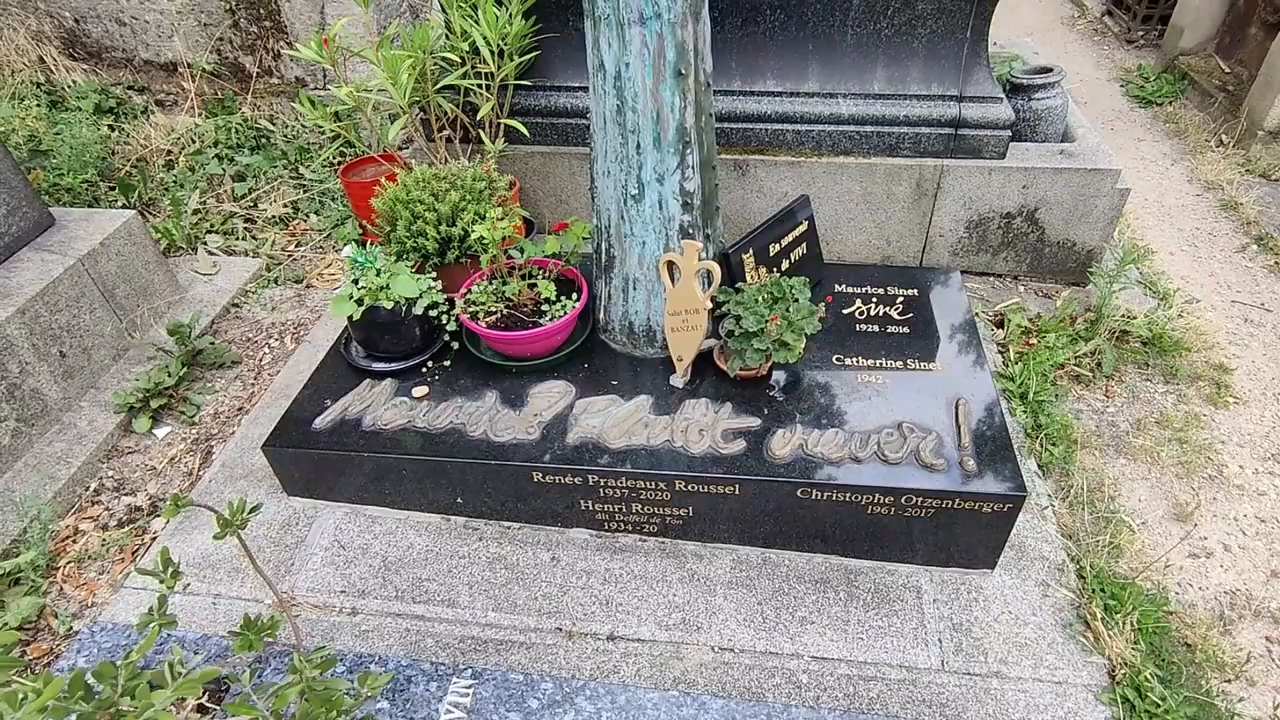 En souvenir
de VIVI
Salut BOB
et
BANZAI !
Maurice Sinet
siné
1928 - 2016
Catherine Sinet
1942 -
Mourir? Plutôt crever!
Renée Pradeaux Roussel
1937 - 2020
Henri Roussel
dit Delfeil de Ton
1934 - 20
Christophe Otzenberger
1961 - 2017
VIN